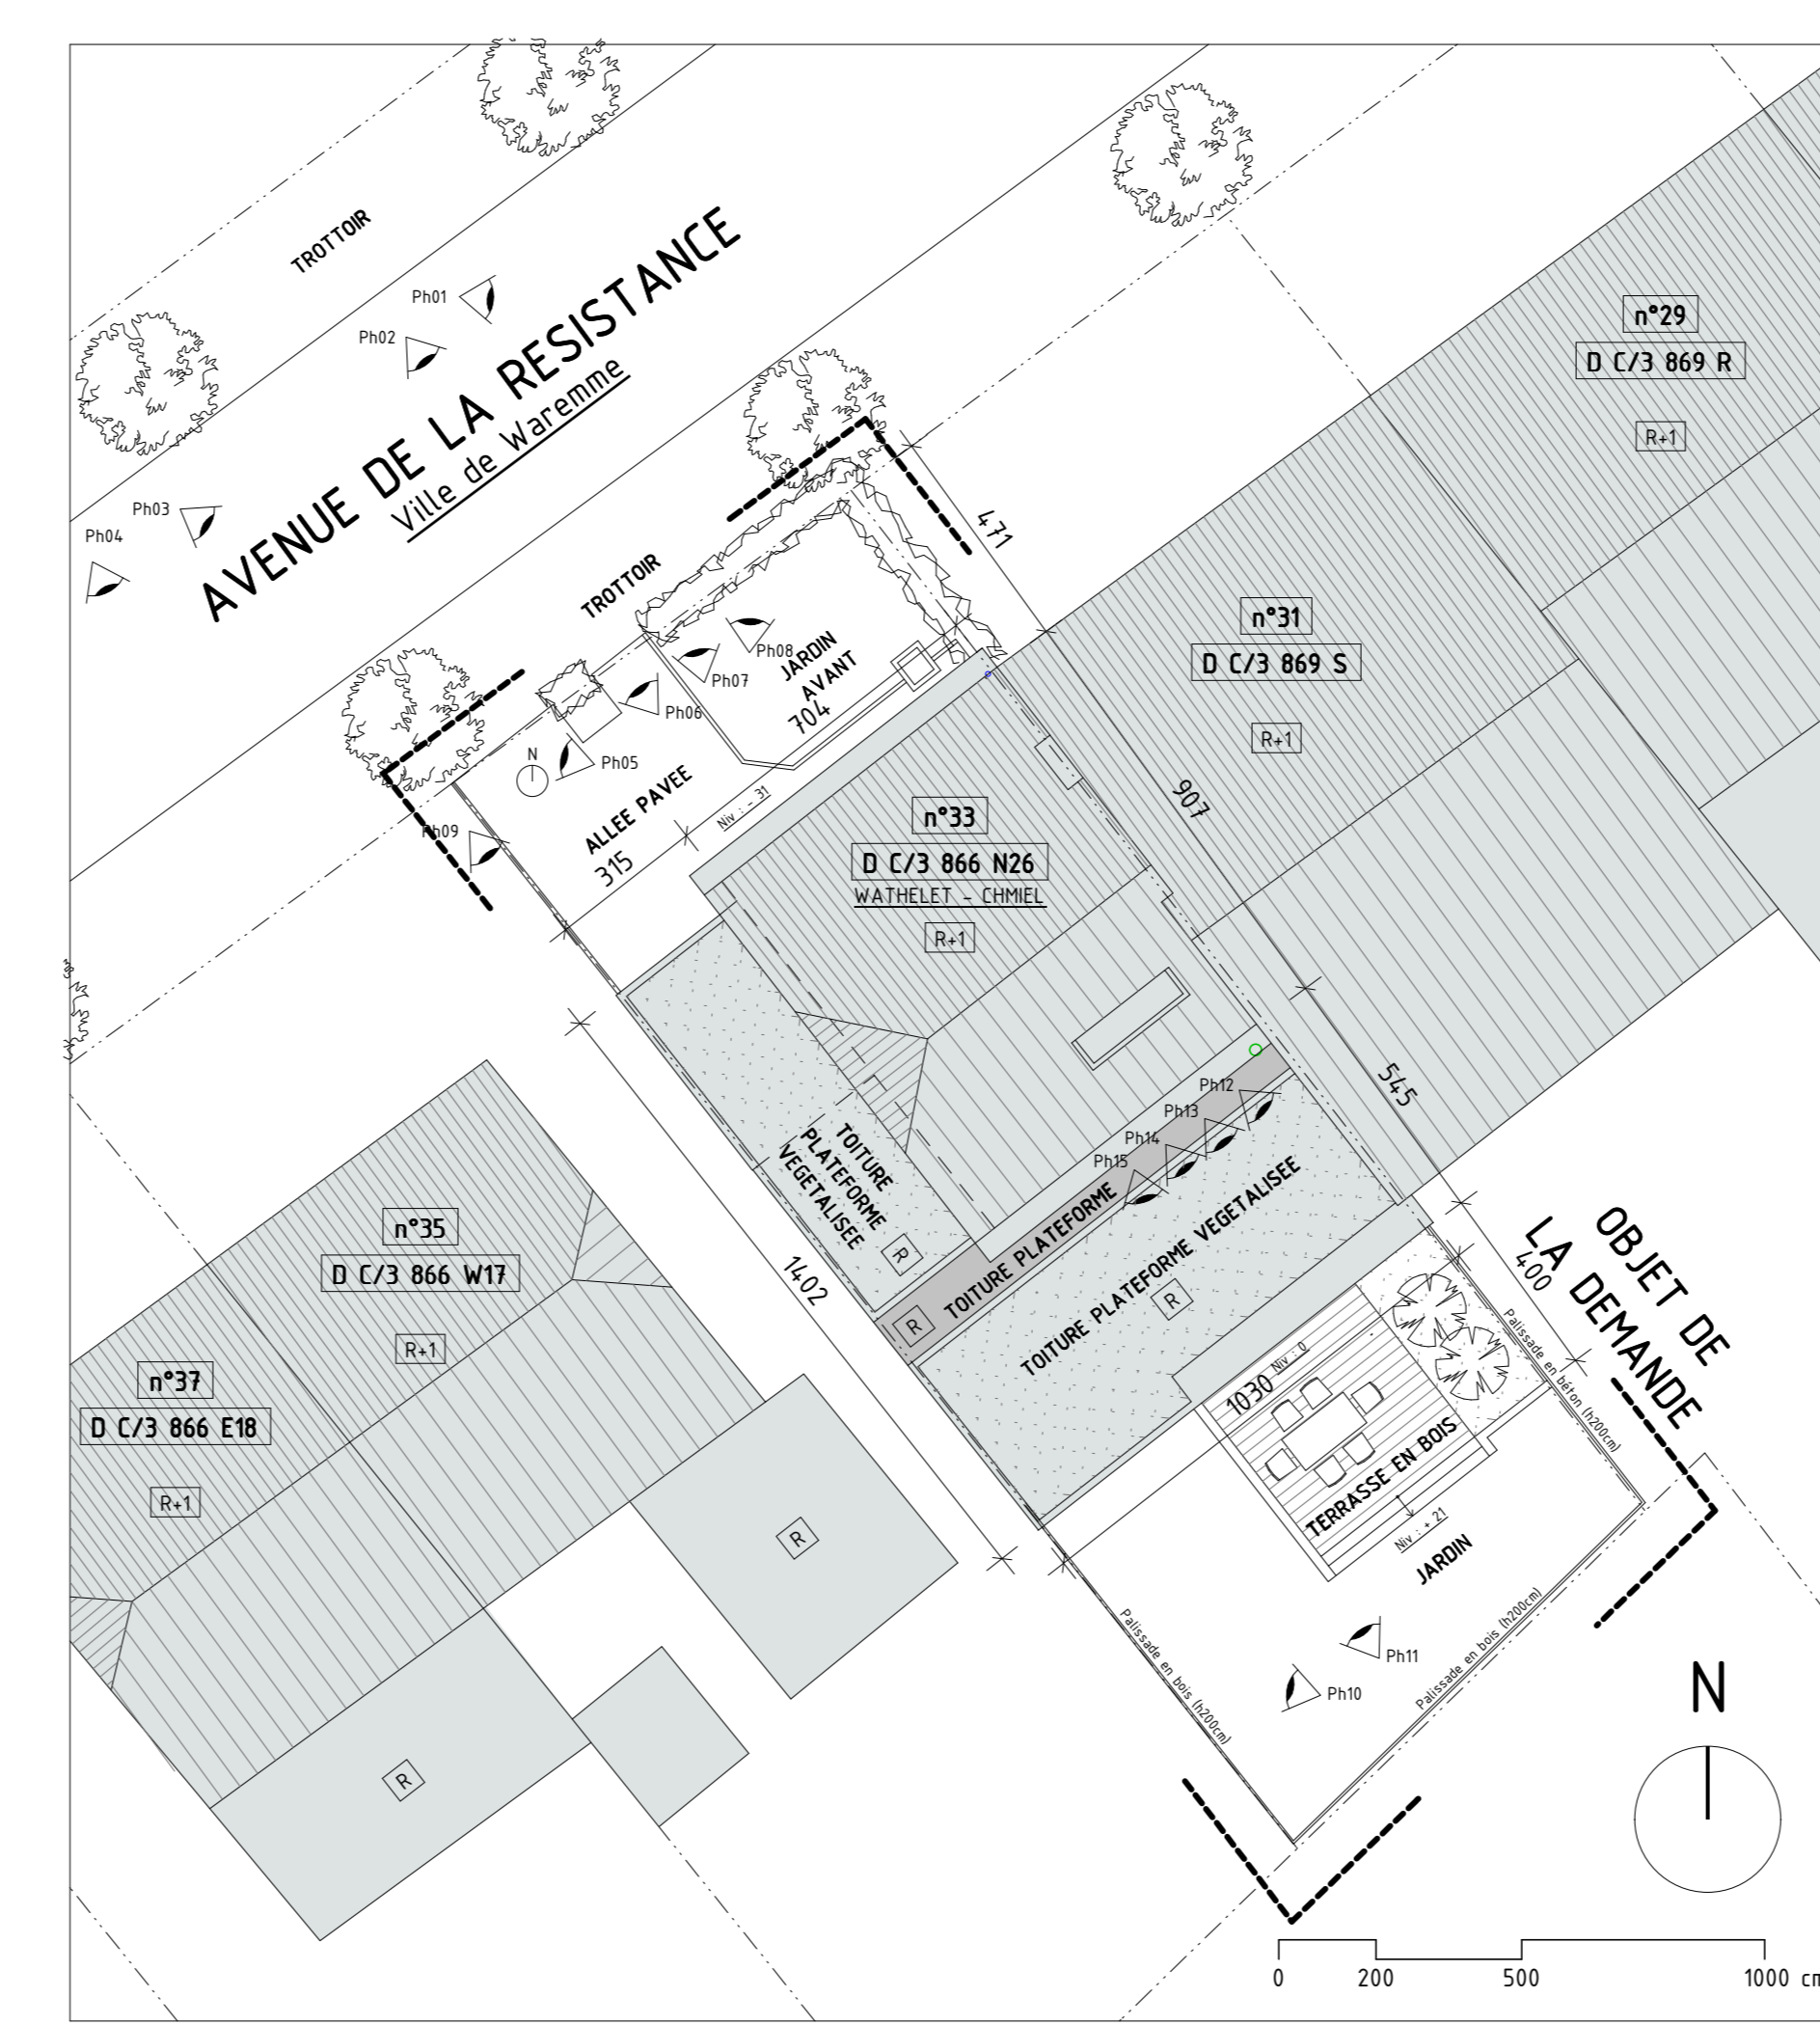 TROTTOIR
AVENUE DE LA RESISTANCE
Ville de Waremme
Ph01
Ph02
Ph03
Ph04
n°29
D C/3 869 R
R+1
471
TROTTOIR
n°31
D C/3 869 S
R+1
Ph08
Ph07
Ph06
Ph05
JARDIN
AVANT
704
N
Ph09
ALLEE PAVEE
315
Niv : - 31
907
n°33
D C/3 866 N26
WATHELET - CHMIEL
R+1
545
Ph12
Ph13
Ph14
Ph15
TOITURE
PLATEFORME
VEGETALISEE
R
TOITURE PLATEFORME
R
TOITURE PLATEFORME VEGETALISEE
R
1402
n°35
D C/3 866 W17
R+1
n°37
D C/3 866 E18
R+1
R
R
OBJET DE
LA DEMANDE
400
Palissade en béton (h200cm)
1030
Niv : 0
TERRASSE EN BOIS
Niv : + 21
JARDIN
Palissade en bois (h200cm)
Palissade en bois (h200cm)
Ph11
Ph10
N
0 200 500 1000 cm